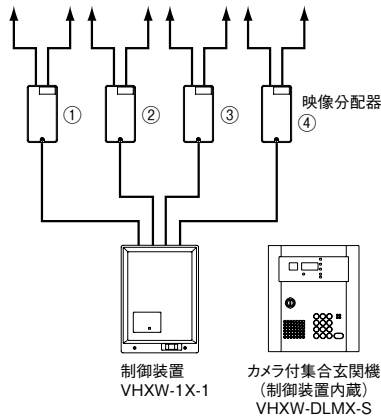 ① ② ③ 映像分配器
④
制御装置
VHXW-1X-1
カメラ付集合玄関機
（制御装置内蔵）
VHXW-DLMX-S